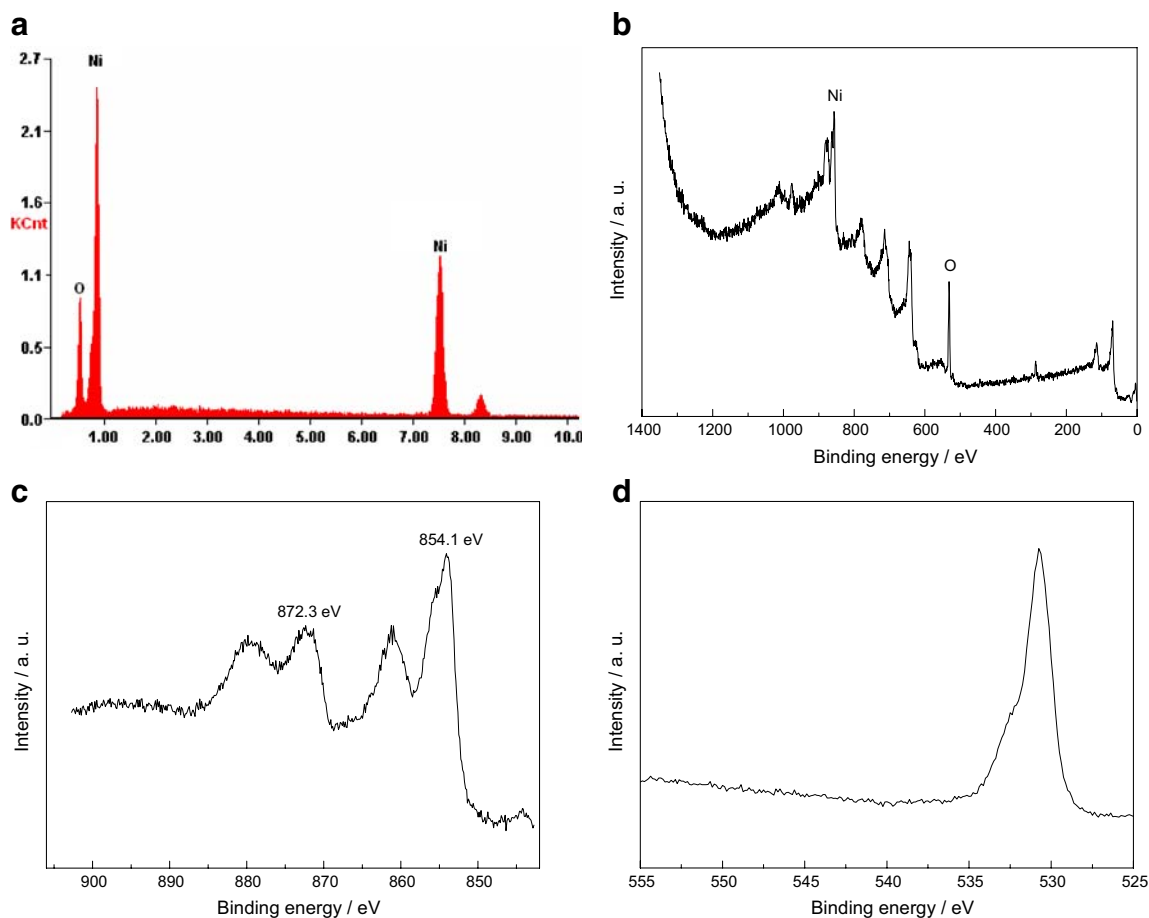 a
2.7
2.1
1.6
KCnt
1.1
0.5
0.0
Ni
O
Ni
1.00 2.00 3.00 4.00 5.00 6.00 7.00 8.00 9.00 10.0
b
Ni
O
Intensity / a. u.
1400 1200 1000 800 600 400 200 0
Binding energy / eV
c
854.1 eV
872.3 eV
Intensity / a. u.
900 890 880 870 860 850
Binding energy / eV
d
Intensity / a. u.
555 550 545 540 535 530 525
Binding energy / eV